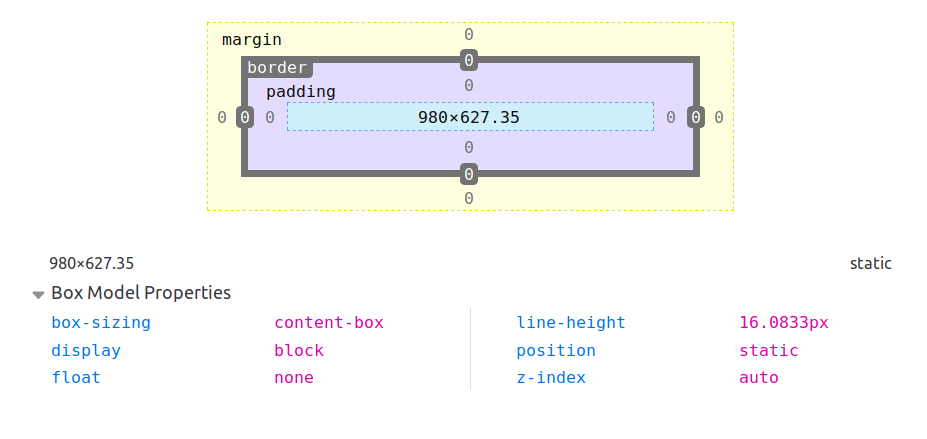 0
margin
0
border
0
padding
0 0 0 980×627.35 0 0 0
0
0
0
980×627.35 static
Box Model Properties
box-sizing content-box line-height 16.0833px
display block position static
float none z-index auto